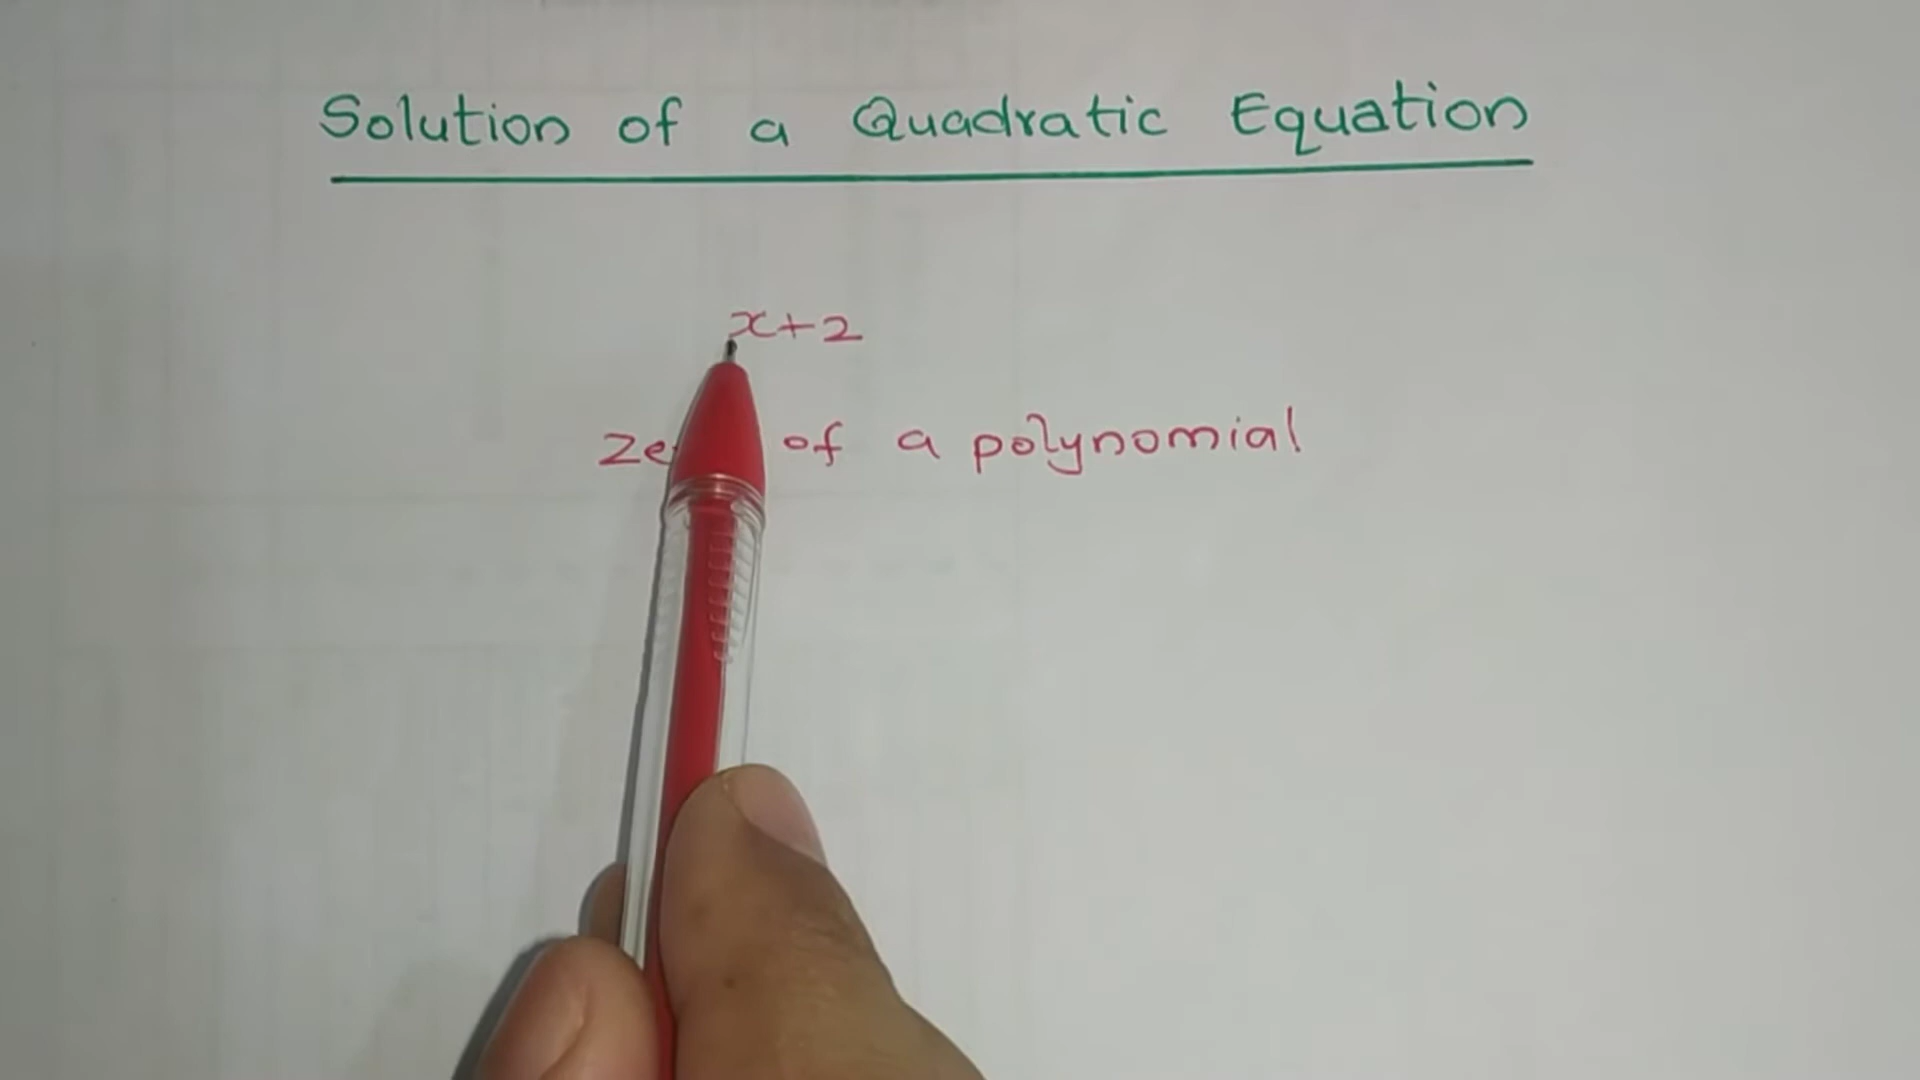 Solution of a Quadratic Equation
x+2
of a polynomial